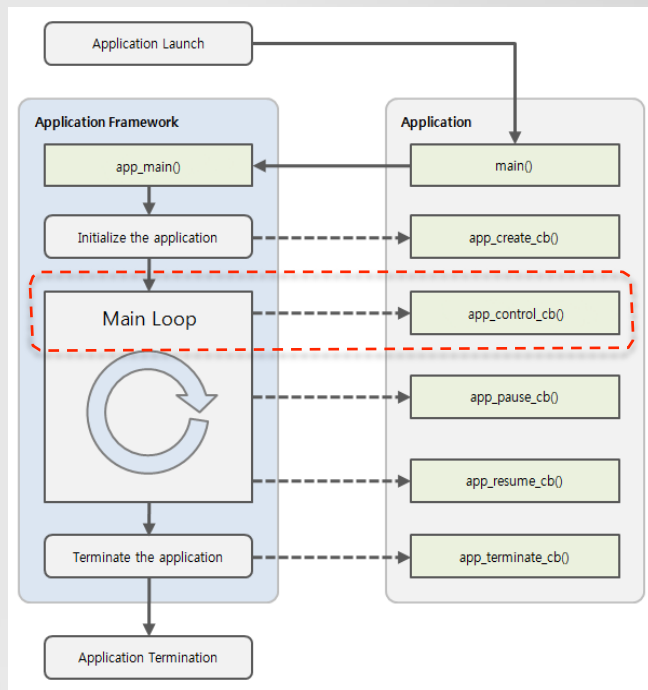 Application Launch
Application Framework
Application
app_main()
main()
Initialize the application
app_create_cb()
Main Loop
app_control_cb()
app_pause_cb()
app_resume_cb()
Terminate the application
app_terminate_cb()
Application Termination